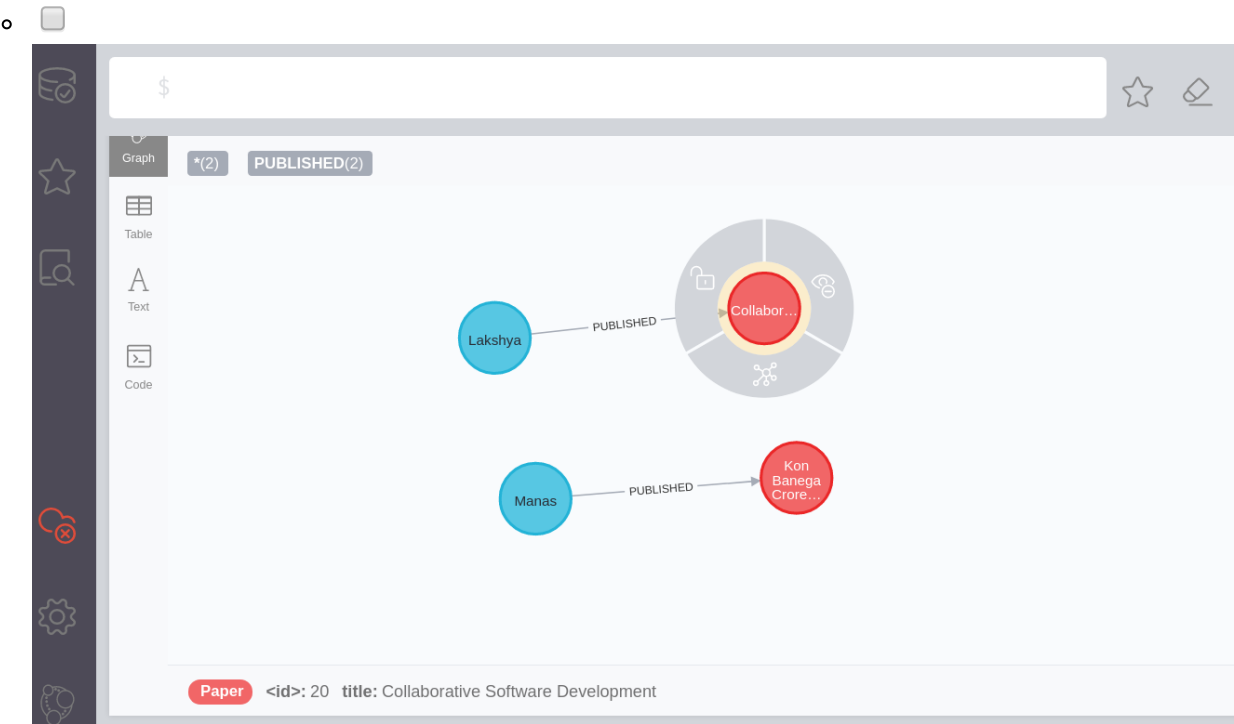 $
Graph
*(2) PUBLISHED(2)
Table
Text
Code
Lakshya
PUBLISHED
Collabor...
Manas
PUBLISHED
Kon
Banega
Crore...
Paper <id>: 20 title: Collaborative Software Development